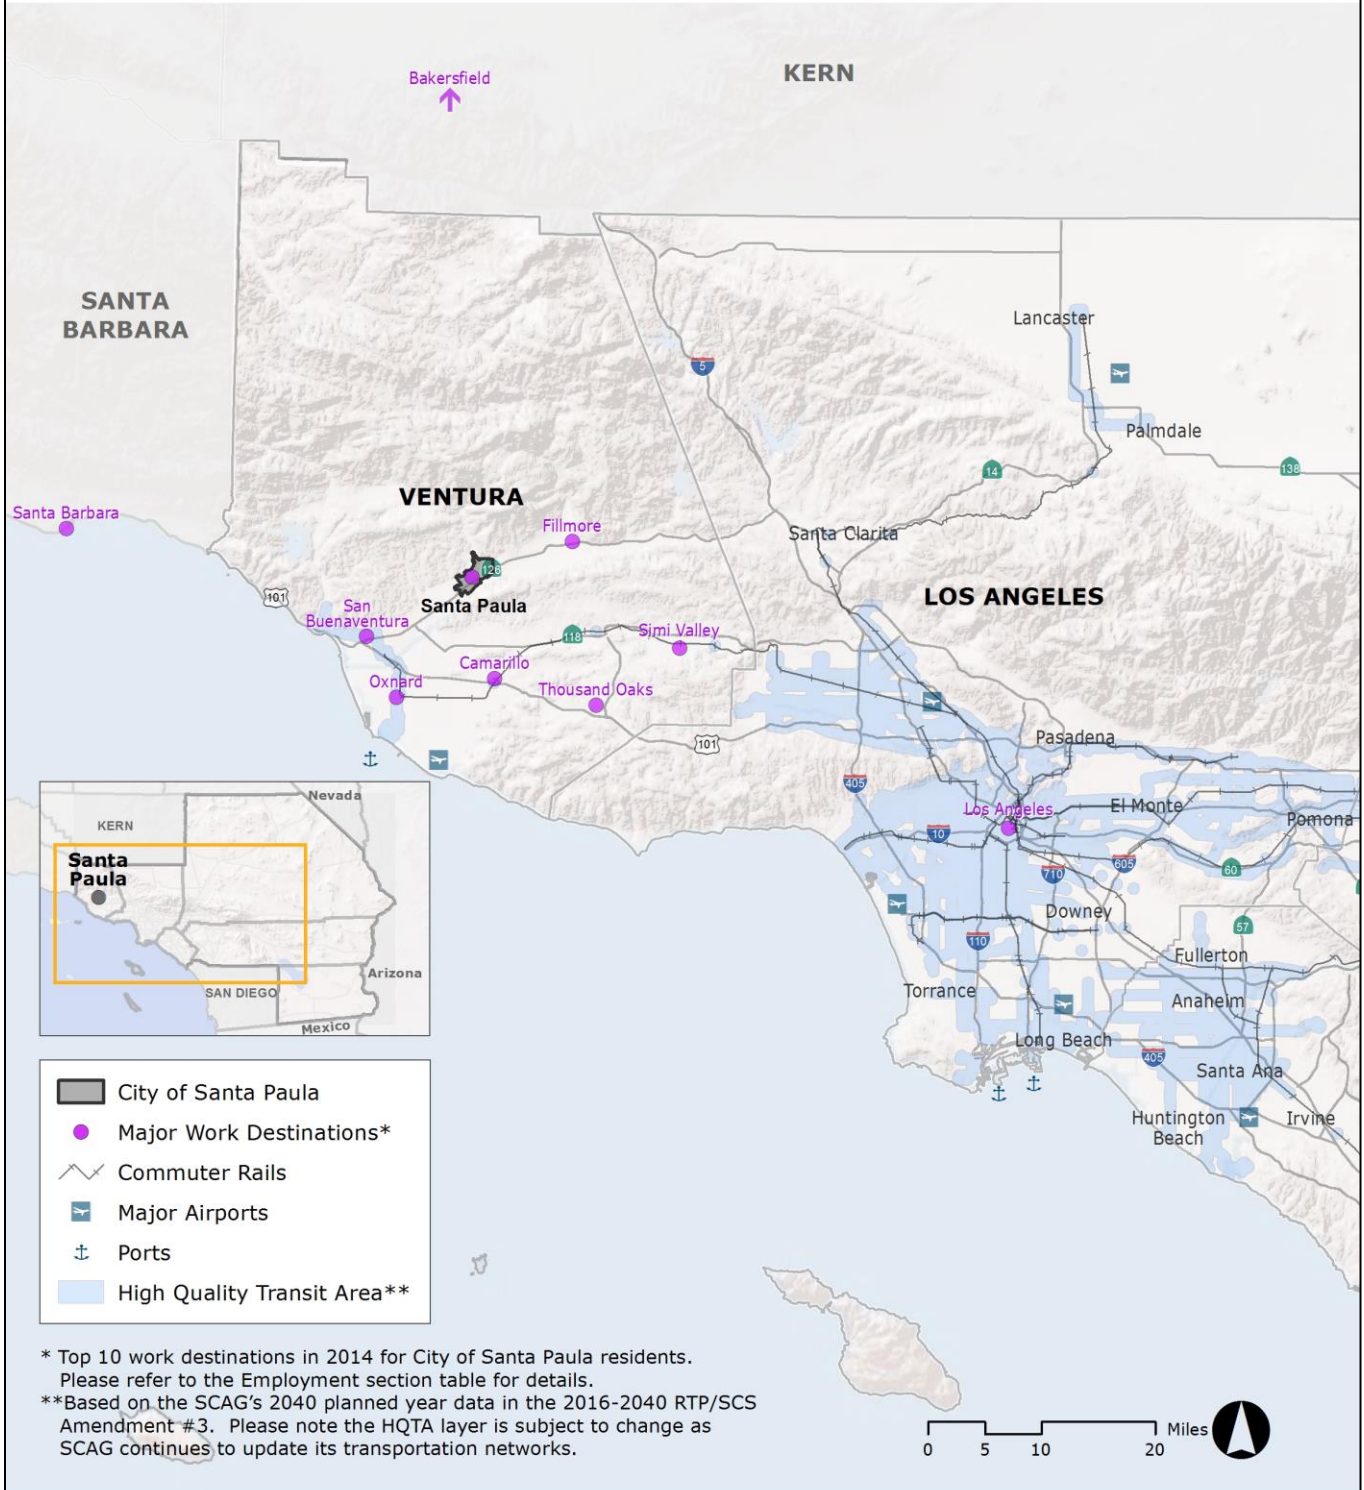 Bakersfield
KERN
SANTA
BARBARA
Lancaster
5
Palmdale
14
138
VENTURA
Santa Barbara
Fillmore
Santa Clarita
126
LOS ANGELES
101
Santa Paula
San
Buenaventura
118
Simi Valley
Camarillo
Oxnard
Thousand Oaks
101
Pasadena
405
Los Angeles
El Monte
Pomona
10
605
60
710
Downey
57
110
Fullerton
Torrance
Anaheim
Long Beach
405
Santa Ana
Huntington
Beach
Irvine
Nevada
KERN
Santa
Paula
Arizona
SAN DIEGO
Mexico
City of Santa Paula
Major Work Destinations*
Commuter Rails
Major Airports
Ports
High Quality Transit Area**
* Top 10 work destinations in 2014 for City of Santa Paula residents.
Please refer to the Employment section table for details.
**Based on the SCAG's 2040 planned year data in the 2016-2040 RTP/SCS
Amendment #3. Please note the HQTA layer is subject to change as
SCAG continues to update its transportation networks.
Miles
0 5 10 20